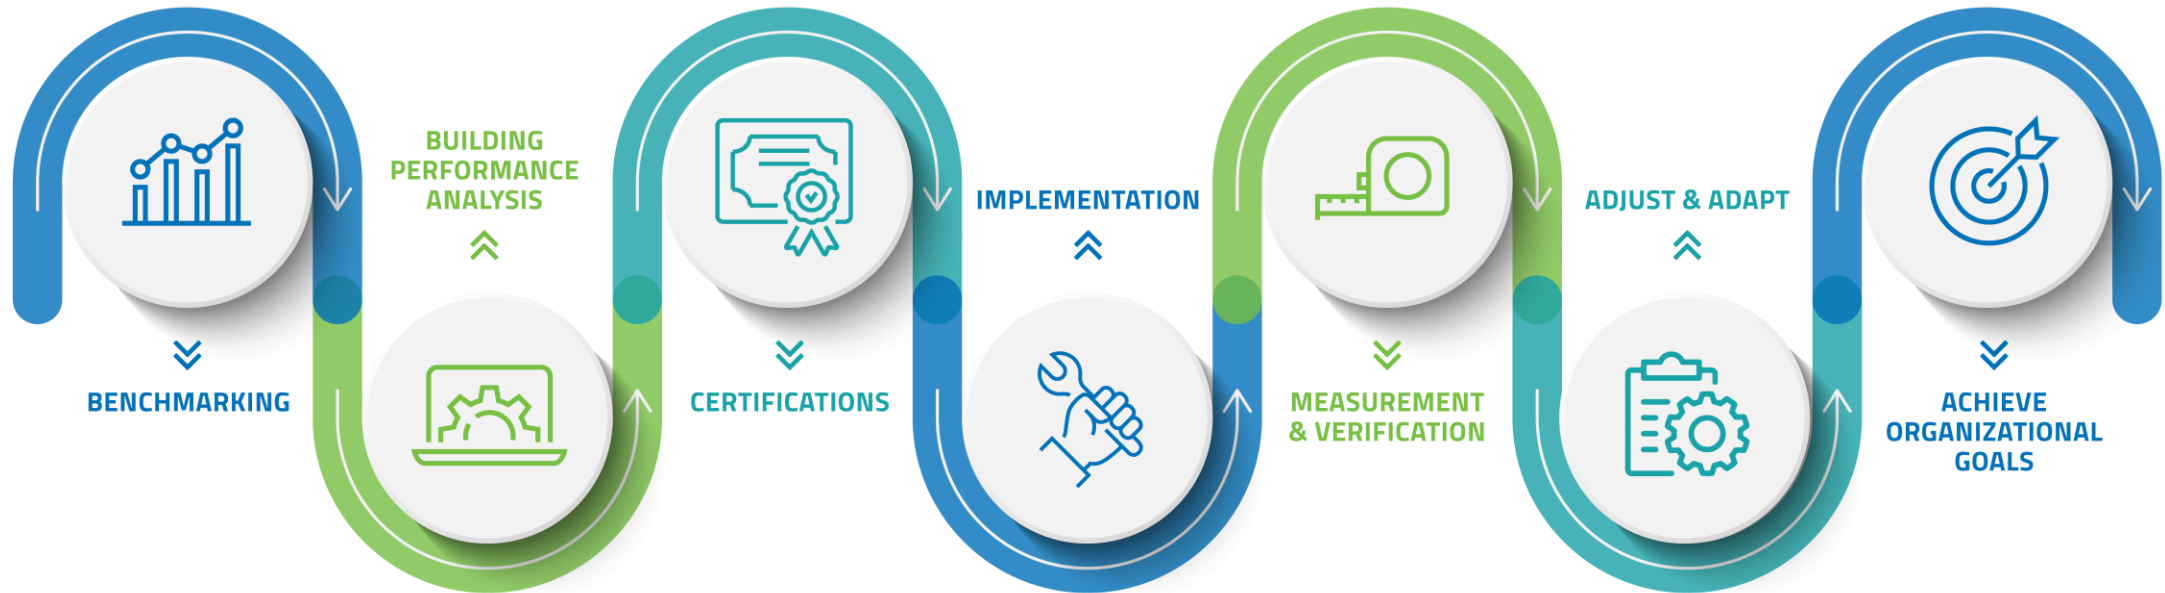 BENCHMARKING
BUILDING
PERFORMANCE
ANALYSIS
CERTIFICATIONS
IMPLEMENTATION
MEASUREMENT
& VERIFICATION
ADJUST & ADAPT
ACHIEVE
ORGANIZATIONAL
GOALS